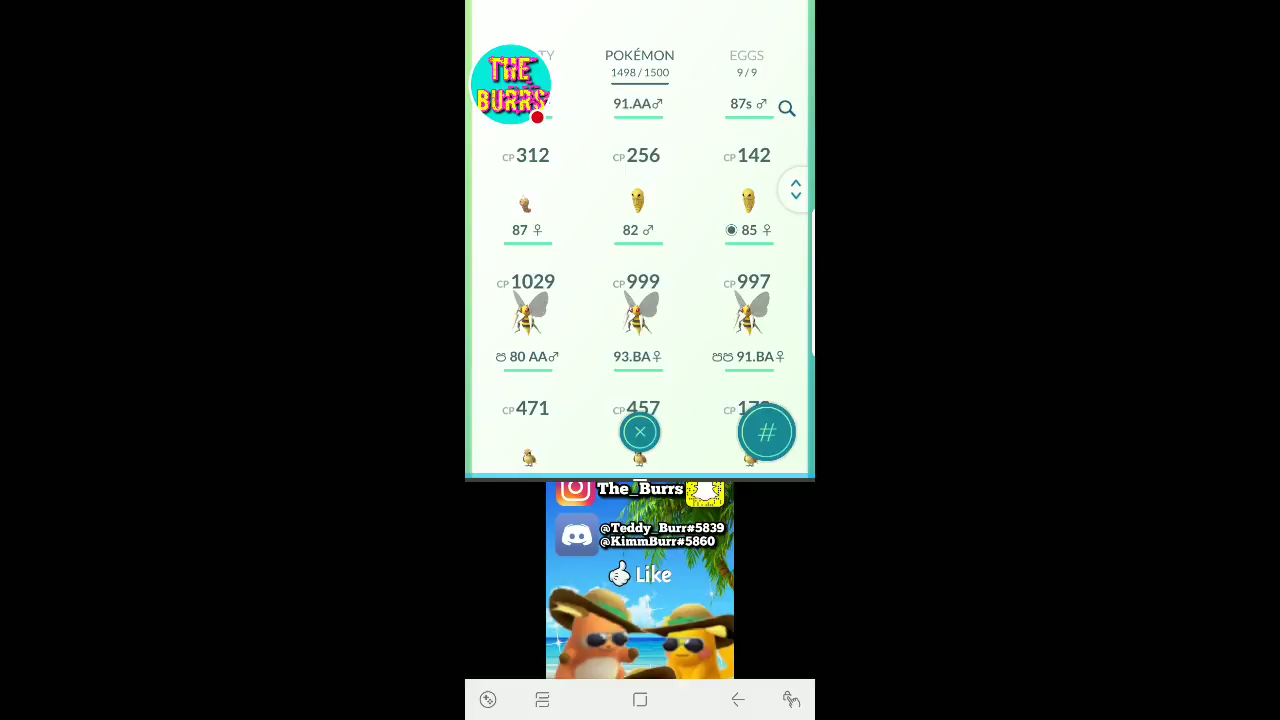 TY POKÉMON EGGS
1498 / 1500 9/9
THE
BURRS
91.AA♂ 87s ♂
CP 312 CP 256 CP 142
87 ♀ 82 ♂ 85 ♀
CP 1029 CP 999 CP 997
80 AA♂ 93.BA♀ 91.BA♀
CP 471 CP 457 CP
#
The_Burrs
@Teddy_Burr#5839
@KimmBurr#5860
Like